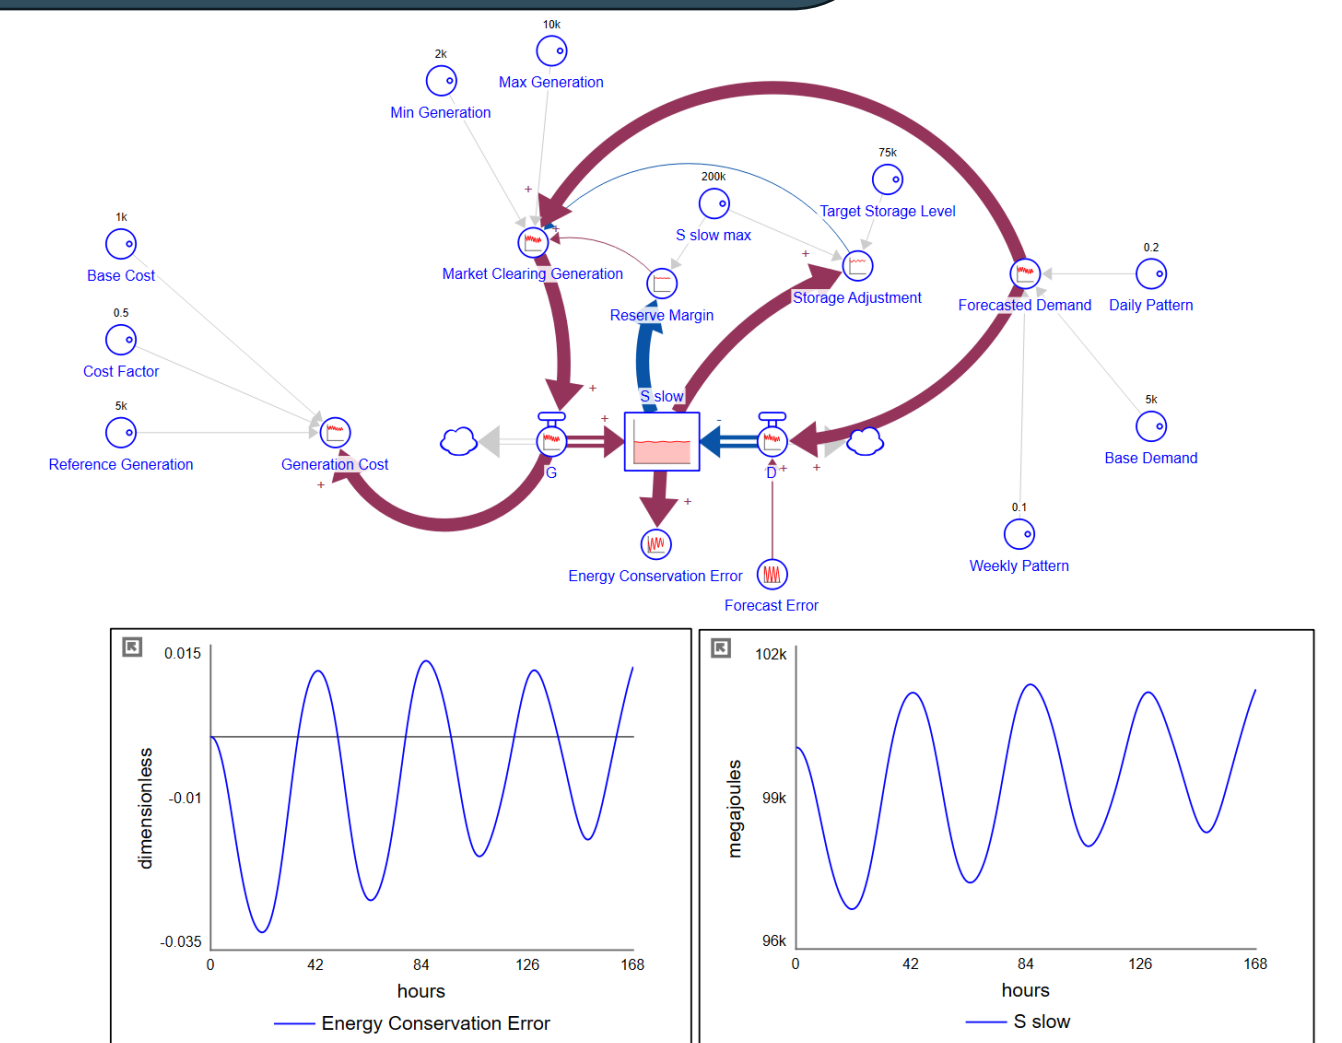 10k
Max Generation
2k
Min Generation
75k
Target Storage Level
200k
S slow max
1k
Base Cost
+
+
Market Clearing Generation
+
Storage Adjustment
Reserve Margin
0.2
Forecasted Demand
Daily Pattern
0.5
Cost Factor
5k
Reference Generation
Generation Cost
+
+
+
S slow
-
G
D
+
+
+
5k
Base Demand
0.1
Weekly Pattern
Energy Conservation Error
Forecast Error
0.015
-0.01
-0.035
dimensionless
0
42
84
126
168
hours
Energy Conservation Error
102k
99k
96k
megajoules
0
42
84
126
168
hours
S slow